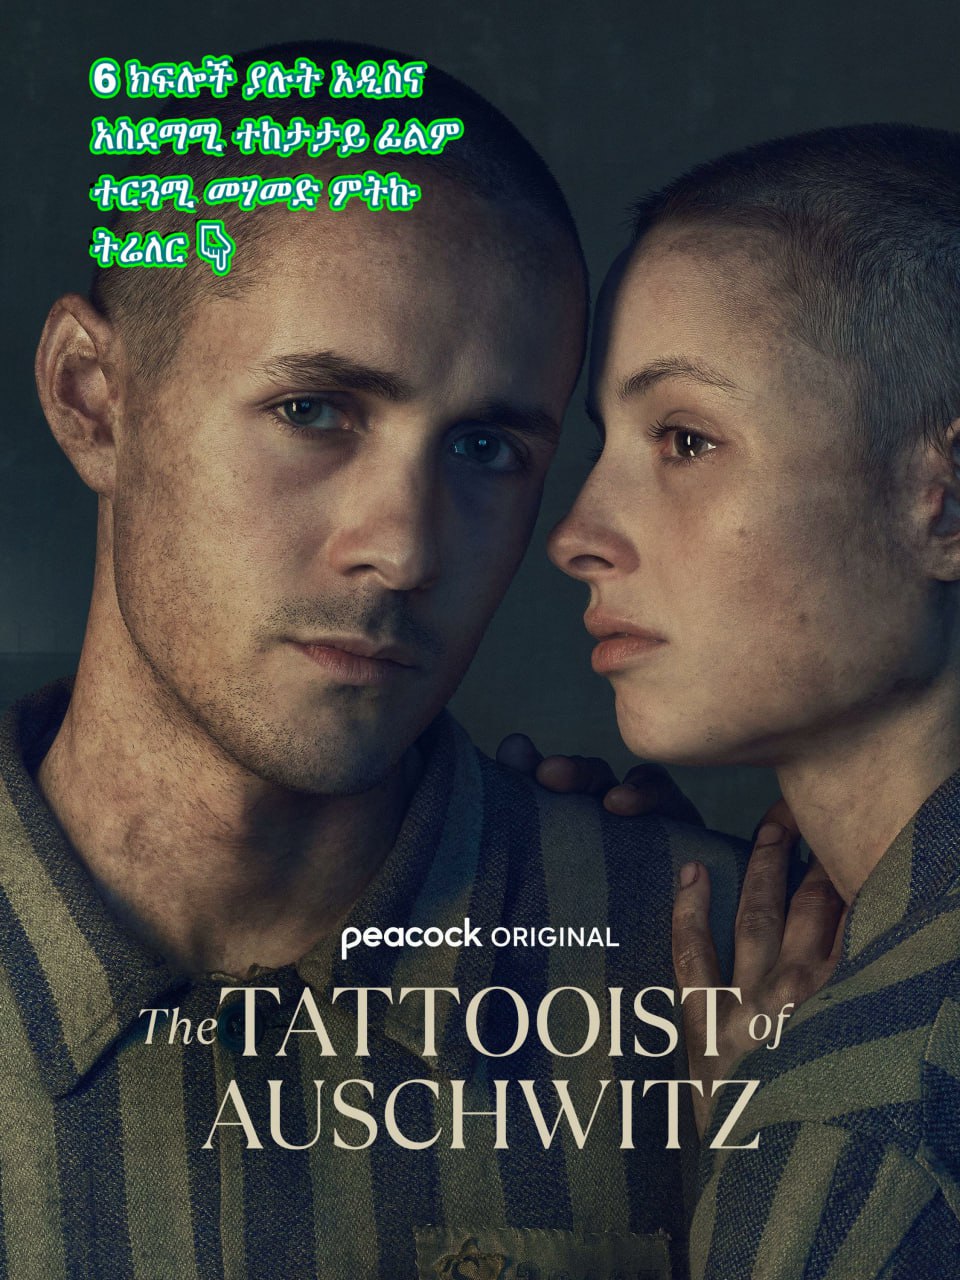 6 ክፍሎች ያሉት አዲስና
አስደማሚ ተከታታይ ፊልም
ተርጓሚ መሃመድ ምትኩ
ትሬለር 👇
peacock ORIGINAL
The TATTOOIST of
AUSCHWITZ